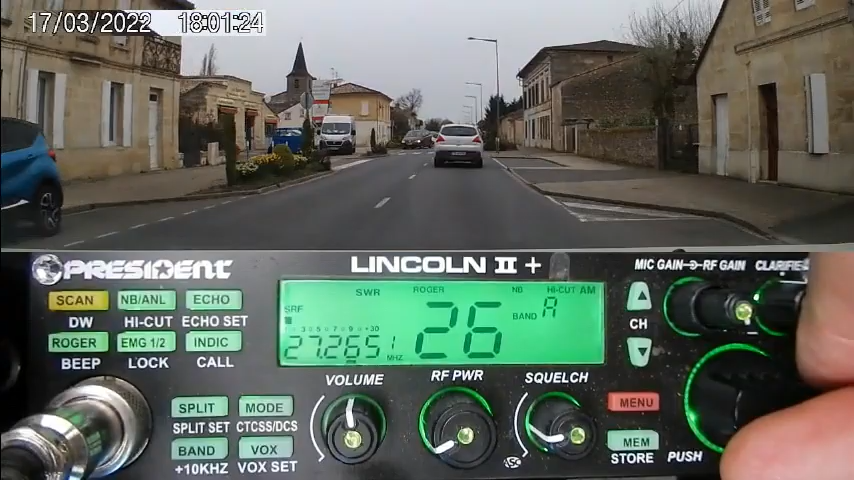 17/03/2022 18:01:24
PRESIDENT LINCOLN II + MIC GAIN RF GAIN CLARIFIE
SCAN NB/ANL ECHO
DW HI-CUT ECHO SET
ROGER EMG 1/2 INDIC
BEEP LOCK CALL
SWR ROGER NB HI-CUT AM
SRF
26 BAND A
27.2651 MHZ
CH
VOLUME RF PWR SQUELCH
SPLIT MODE
SPLIT SET CTCSS/DCS
BAND VOX
+10KHZ VOX SET
ASC
MENU
MEM
STORE PUSH